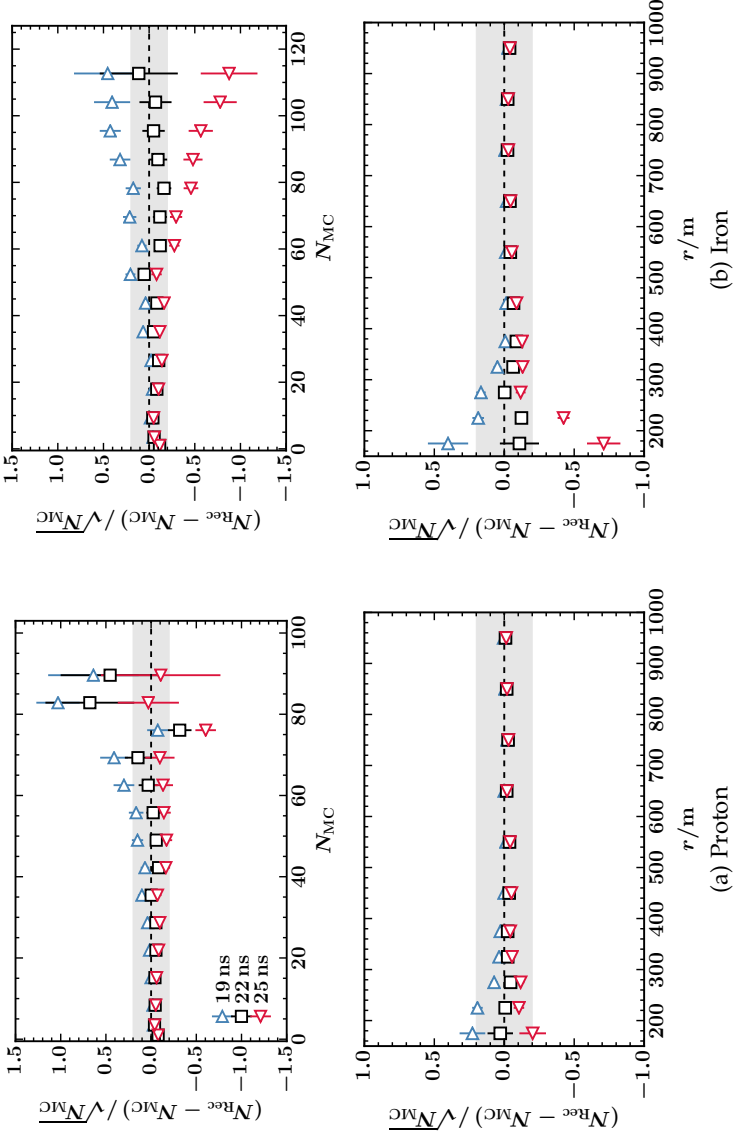 (N_Rec − N_MC) / √N_MC
1.5
1.0
0.5
0.0
−0.5
−1.0
−1.5
19 ns
22 ns
25 ns
0 20 40 60 80 100
N_MC
(N_Rec − N_MC) / √N_MC
1.5
1.0
0.5
0.0
−0.5
−1.0
−1.5
0 20 40 60 80 100 120
N_MC
(N_Rec − N_MC) / √N_MC
1.0
0.5
0.0
−0.5
−1.0
200 300 400 500 600 700 800 900 1000
r/m
(a) Proton
(N_Rec − N_MC) / √N_MC
1.0
0.5
0.0
−0.5
−1.0
200 300 400 500 600 700 800 900 1000
r/m
(b) Iron